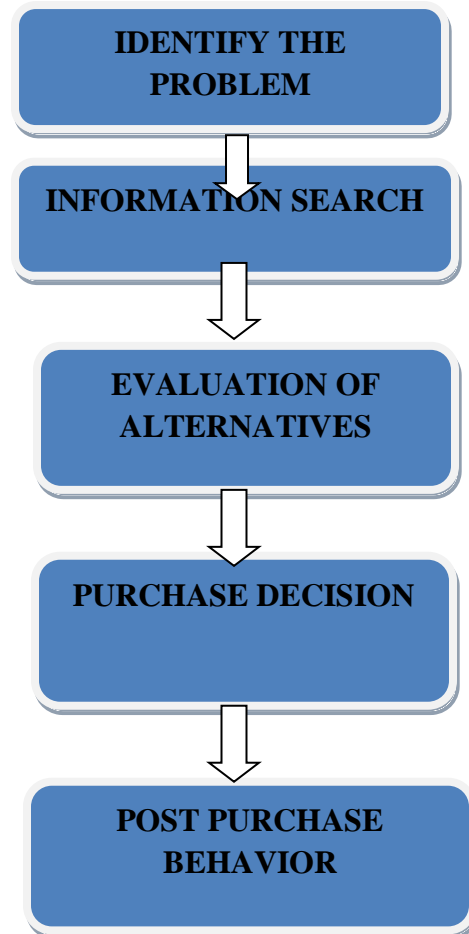 IDENTIFY THE
PROBLEM
INFORMATION SEARCH
EVALUATION OF
ALTERNATIVES
PURCHASE DECISION
POST PURCHASE
BEHAVIOR